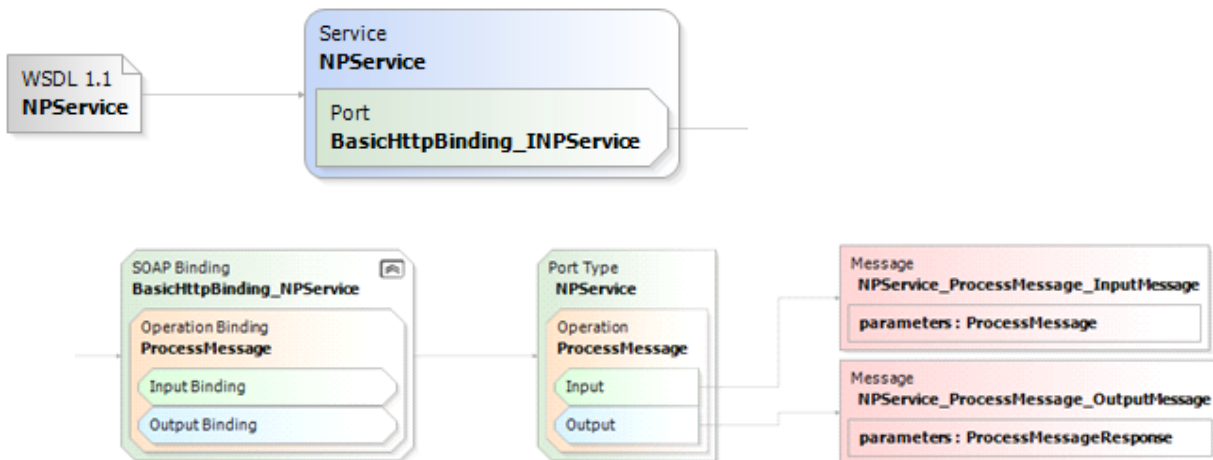 WSDL 1.1
NPService
Service
NPService
Port
BasicHttpBinding_INPService
SOAP Binding
BasicHttpBinding_NPService
Operation Binding
ProcessMessage
Input Binding
Output Binding
Port Type
NPService
Operation
ProcessMessage
Input
Output
Message
NPService_ProcessMessage_InputMessage
parameters : ProcessMessage
Message
NPService_ProcessMessage_OutputMessage
parameters : ProcessMessageResponse